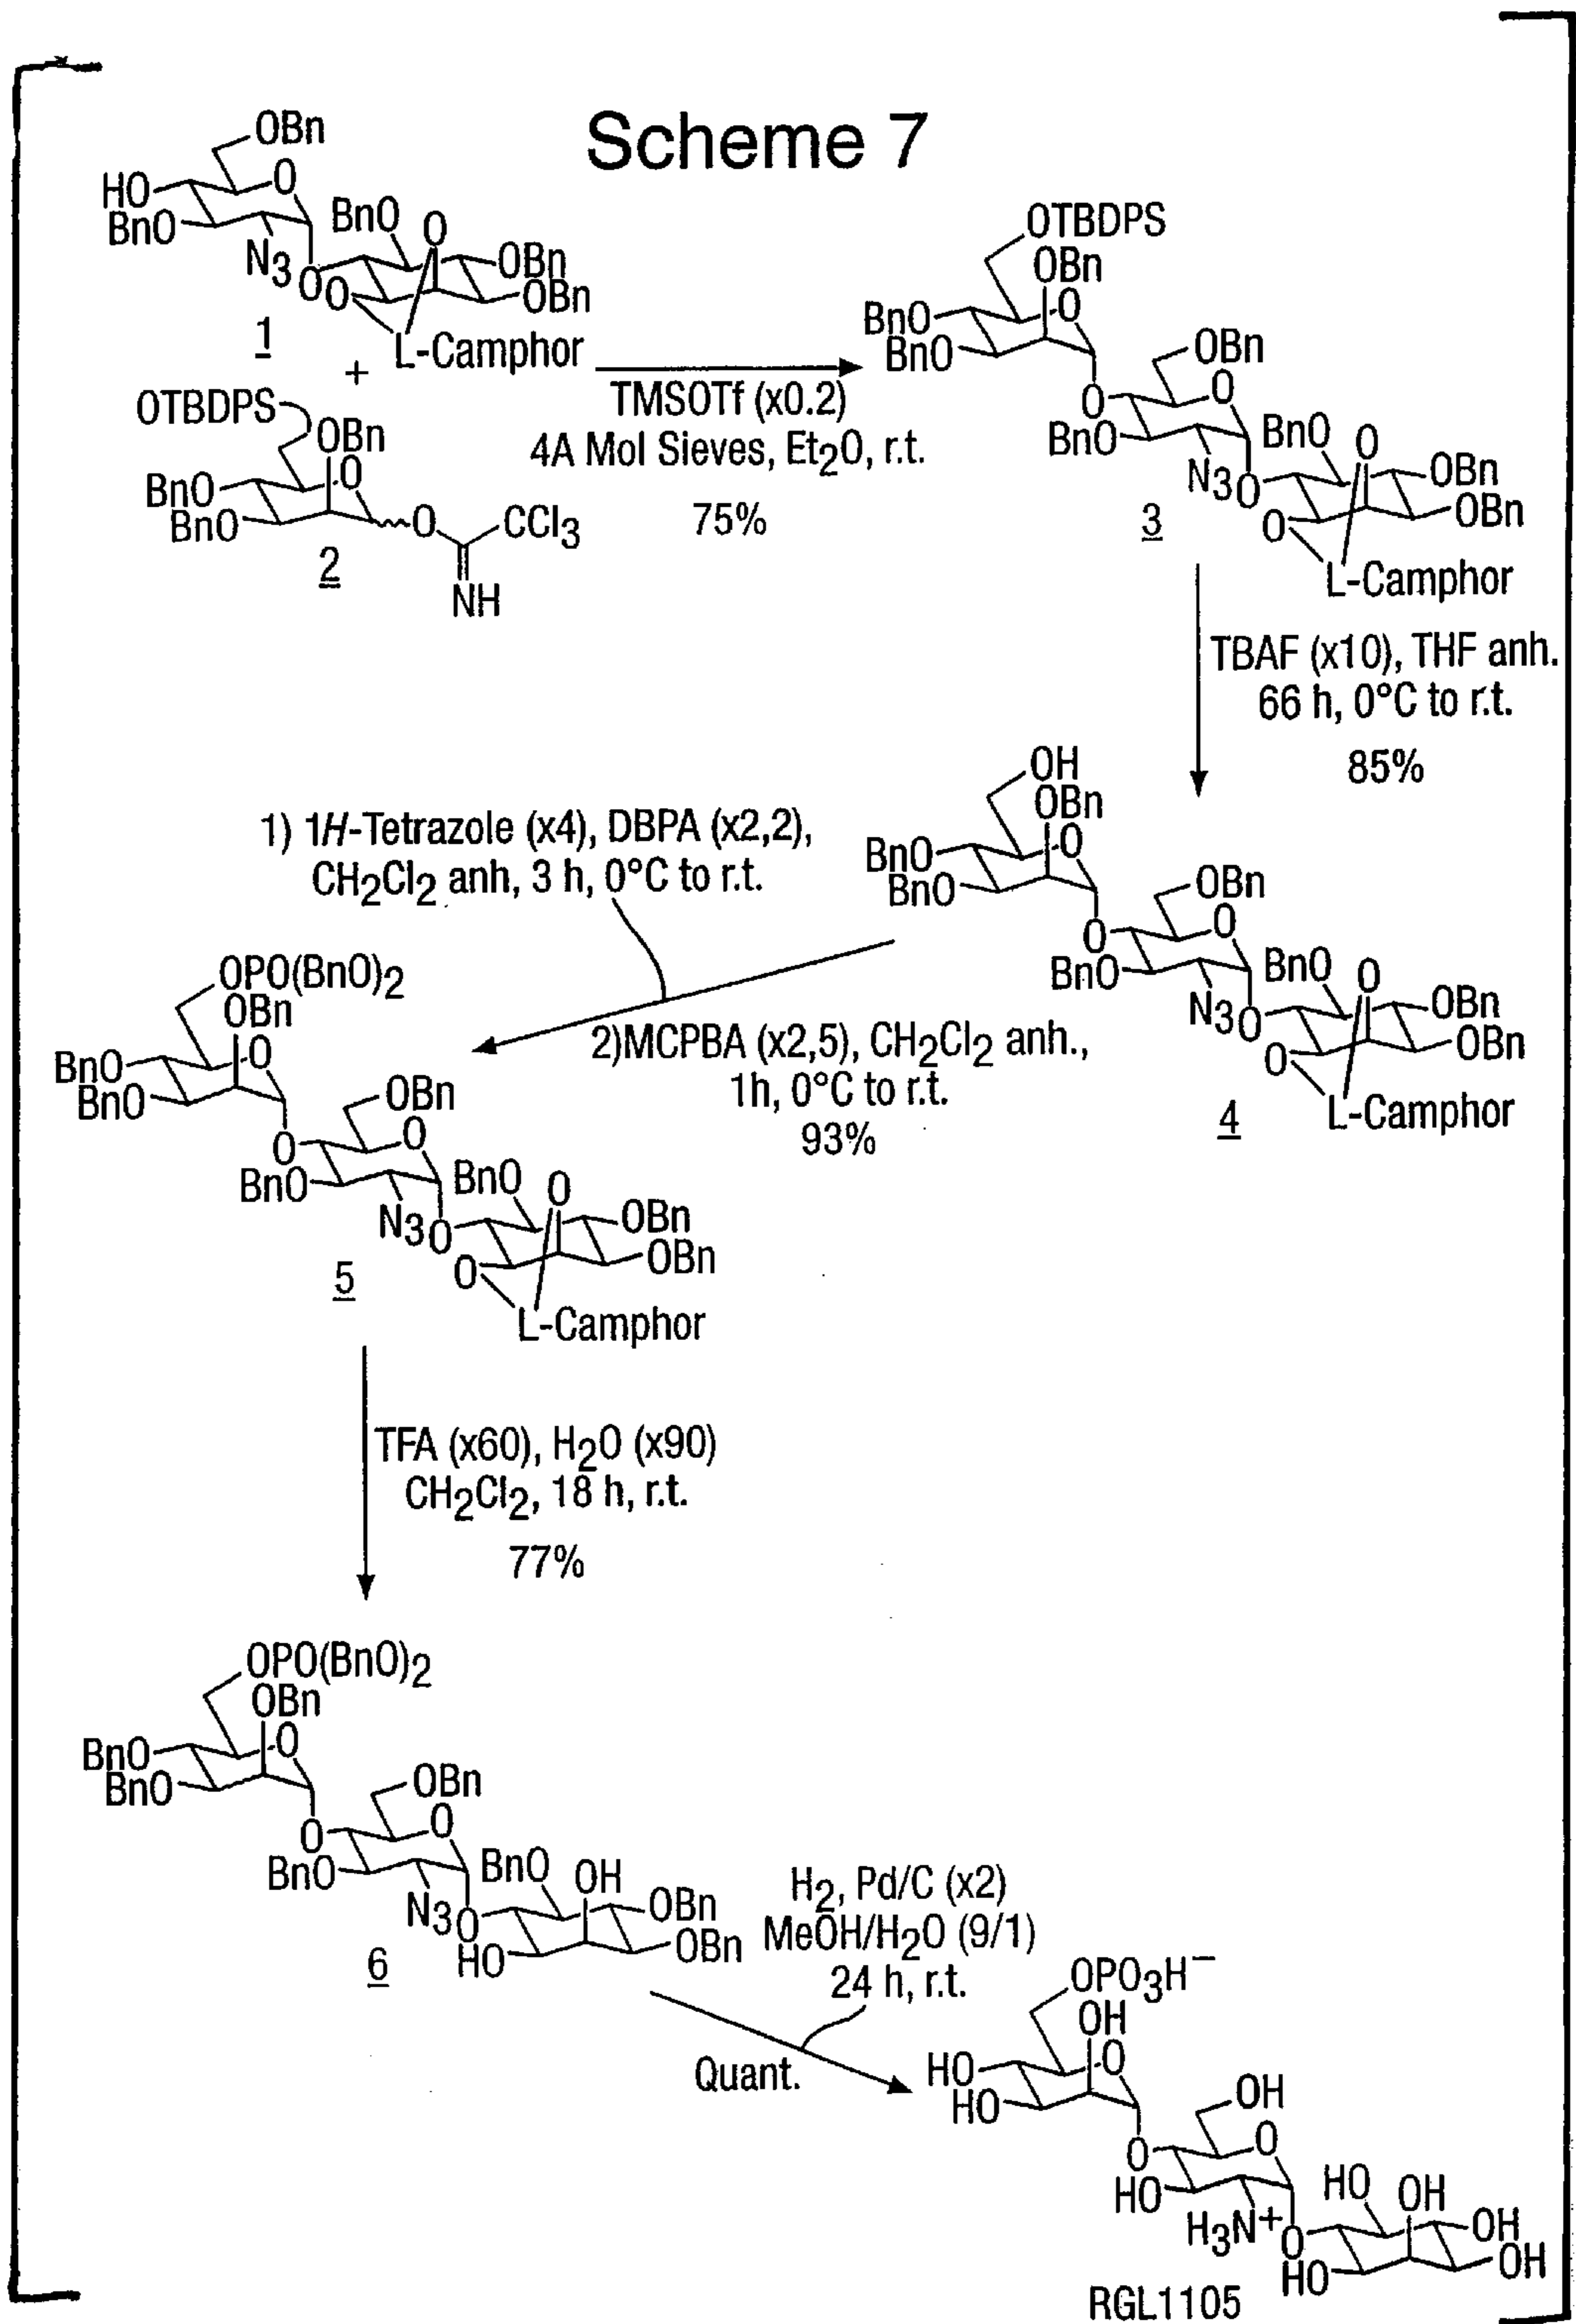 Scheme 7
OBn
HO
O
BnO
BnO
O
N3
OBn
O
O
OBn
1
L-Camphor
+
OTBDPS
OBn
O
BnO
BnO
O
CCl3
2
NH
TMSOTf (x0.2)
4A Mol Sieves, Et2O, r.t.
75%
OTBDPS
OBn
BnO
O
BnO
OBn
O
O
BnO
BnO
O
N3
O
OBn
O
OBn
3
L-Camphor
TBAF (x10), THF anh.
66 h, 0°C to r.t.
85%
OH
OBn
BnO
O
BnO
OBn
O
O
BnO
BnO
O
N3
O
OBn
O
OBn
4
L-Camphor
1) 1H-Tetrazole (x4), DBPA (x2,2),
CH2Cl2 anh, 3 h, 0°C to r.t.
2)MCPBA (x2,5), CH2Cl2 anh.,
1h, 0°C to r.t.
93%
OPO(BnO)2
OBn
BnO
O
BnO
OBn
O
O
BnO
BnO
O
N3
O
OBn
O
OBn
5
L-Camphor
TFA (x60), H2O (x90)
CH2Cl2, 18 h, r.t.
77%
OPO(BnO)2
OBn
BnO
O
BnO
OBn
O
O
BnO
BnO
OH
N3
O
OBn
HO
OBn
6
H2, Pd/C (x2)
MeOH/H2O (9/1)
24 h, r.t.
Quant.
OPO3H−
OH
HO
O
HO
OH
O
O
HO
HO
OH
H3N+
O
OH
HO
OH
RGL1105